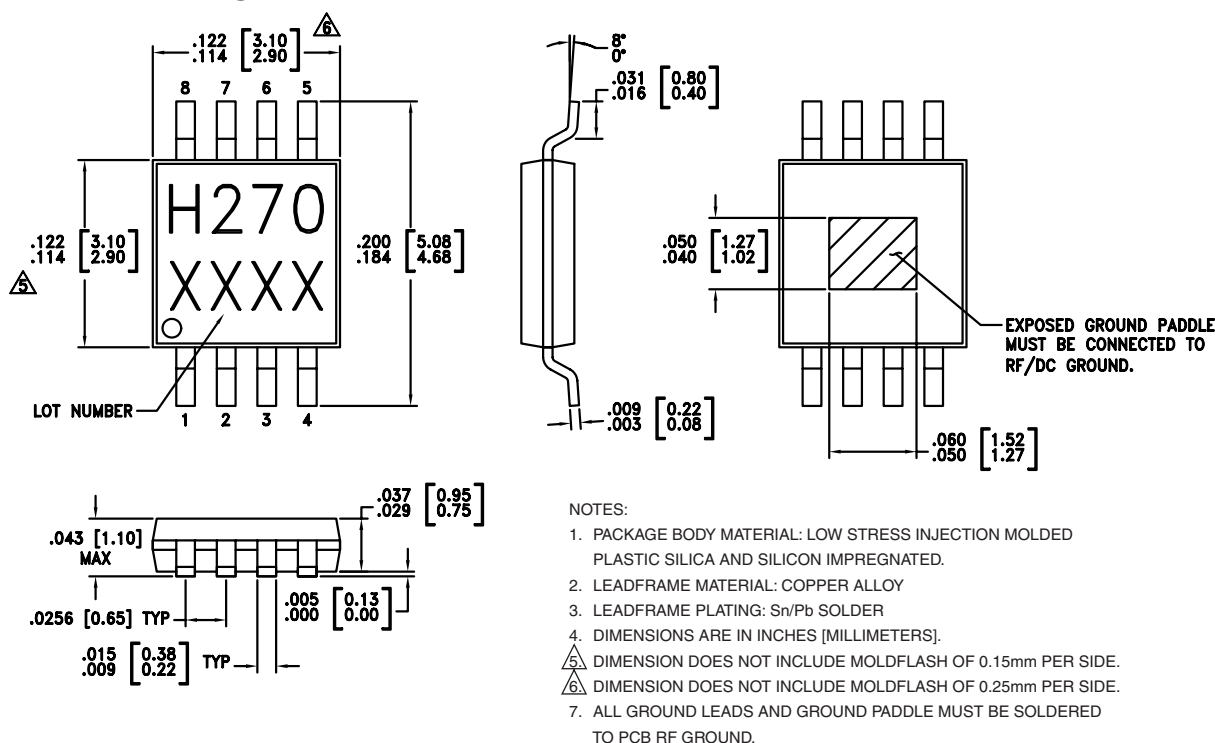 .122 [3.10]
.114 [2.90]
6
8 7 6 5
H270
XXXX
.122 [3.10]
.114 [2.90]
5
.200 [5.08]
.184 [4.68]
LOT NUMBER
1 2 3 4
8°
0°
.031 [0.80]
.016 [0.40]
.009 [0.22]
.003 [0.08]
.050 [1.27]
.040 [1.02]
EXPOSED GROUND PADDLE
MUST BE CONNECTED TO
RF/DC GROUND.
.060 [1.52]
.050 [1.27]
.043 [1.10]
MAX
.037 [0.95]
.029 [0.75]
.0256 [0.65] TYP
.005 [0.13]
.000 [0.00]
.015 [0.38] TYP
.009 [0.22]
NOTES:
1. PACKAGE BODY MATERIAL: LOW STRESS INJECTION MOLDED
PLASTIC SILICA AND SILICON IMPREGNATED.
2. LEADFRAME MATERIAL: COPPER ALLOY
3. LEADFRAME PLATING: Sn/Pb SOLDER
4. DIMENSIONS ARE IN INCHES [MILLIMETERS].
5. DIMENSION DOES NOT INCLUDE MOLDFLASH OF 0.15mm PER SIDE.
6. DIMENSION DOES NOT INCLUDE MOLDFLASH OF 0.25mm PER SIDE.
7. ALL GROUND LEADS AND GROUND PADDLE MUST BE SOLDERED
TO PCB RF GROUND.